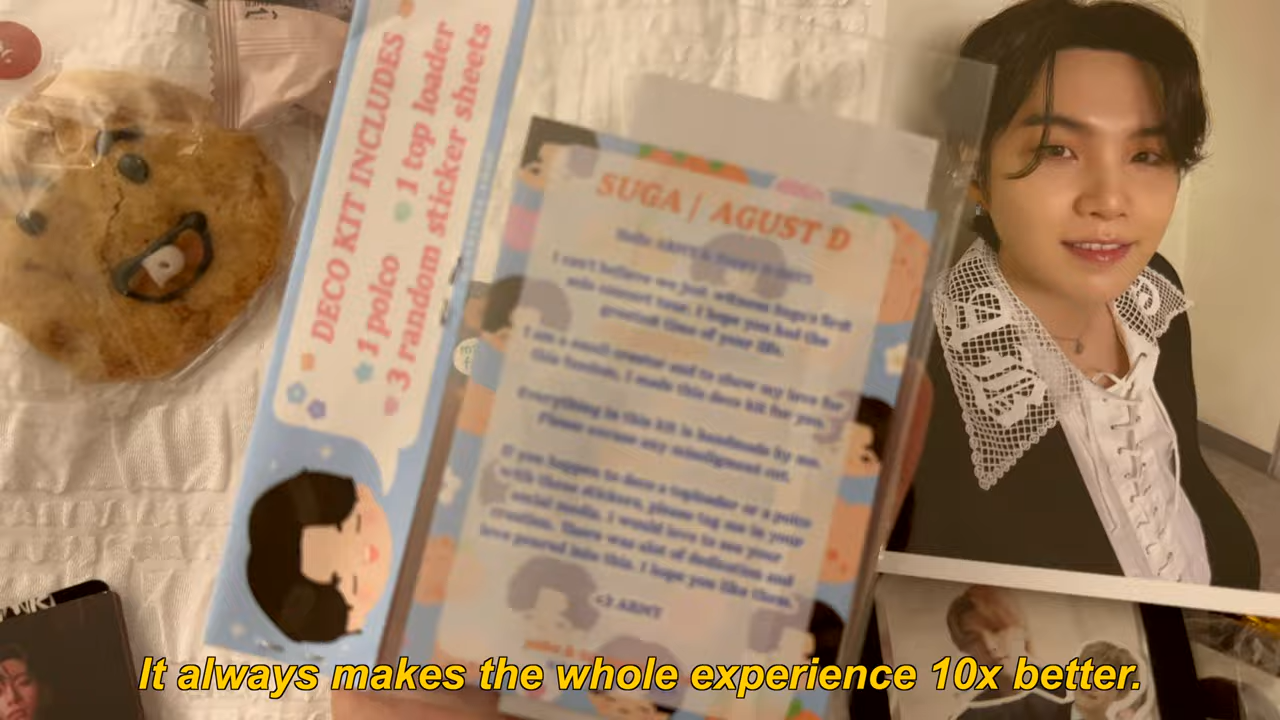 DECO KIT INCLUDES
1 polco 1 top loader
3 random sticker sheets
SUGA / AGUST D
I can't believe we just witness Suga's first
solo concert tour. I hope you had the
greatest time of your life.
I am a small creator and to show my love for
this fandom, I made this deco kit for you.
Everything in this kit is handmade by me.
Please excuse any misalignment cut.
If you happen to deco a toploader or a polco
with these stickers, please tag me in your
social media. I would love to see your
creation. There was alot of dedication and
love poured into this. I hope you like them.
<3 ARMY
It always makes the whole experience 10x better.